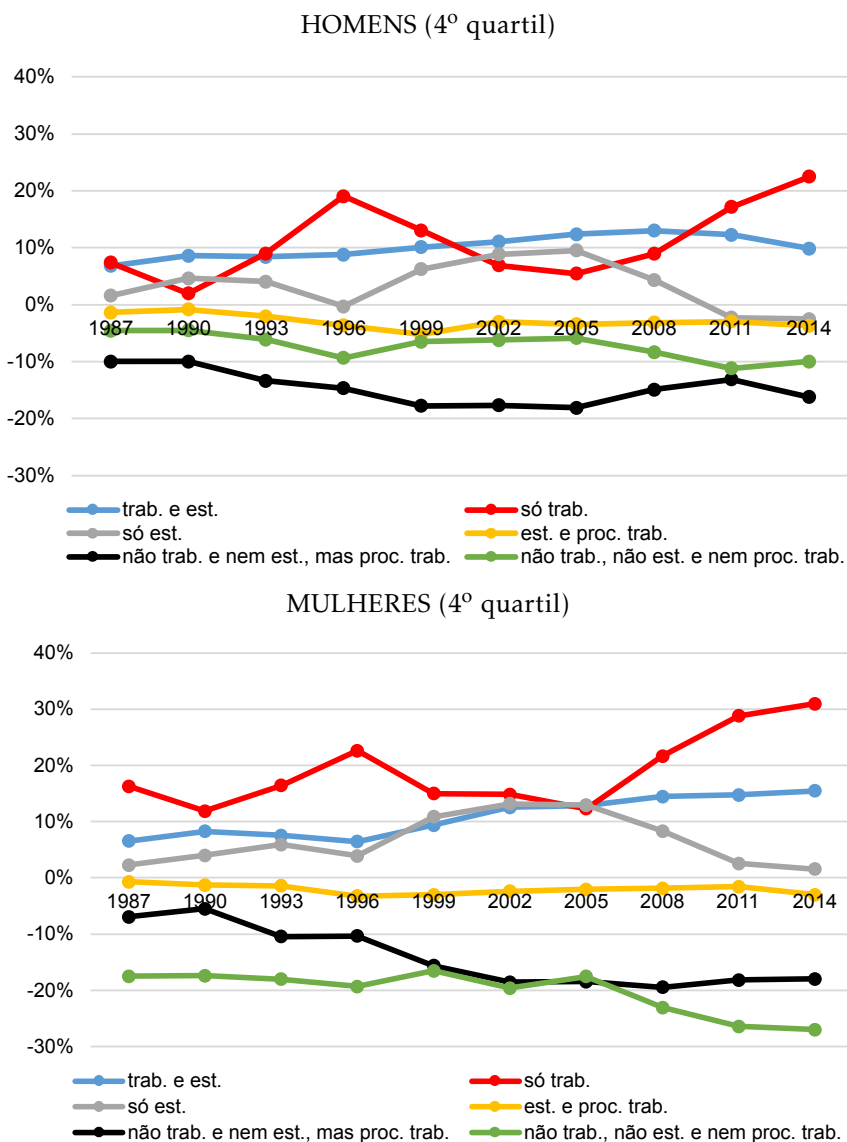 HOMENS (4º quartil)
40%
30%
20%
10%
0%
1987 1990 1993 1996 1999 2002 2005 2008 2011 2014
-10%
-20%
-30%
trab. e est. só trab.
só est. est. e proc. trab.
não trab. e nem est., mas proc. trab. não trab., não est. e nem proc. trab.
MULHERES (4º quartil)
40%
30%
20%
10%
0%
1987 1990 1993 1996 1999 2002 2005 2008 2011 2014
-10%
-20%
-30%
trab. e est. só trab.
só est. est. e proc. trab.
não trab. e nem est., mas proc. trab. não trab., não est. e nem proc. trab.